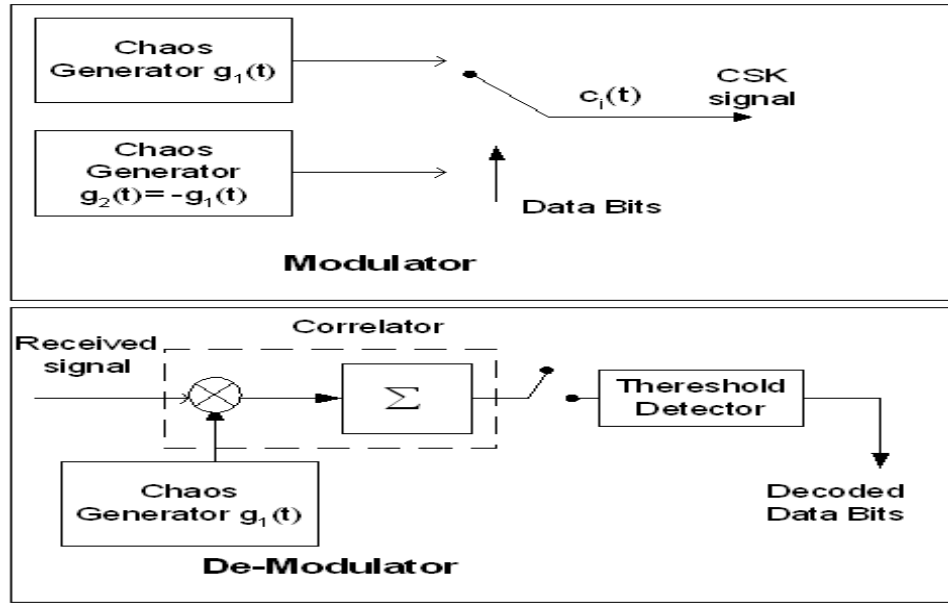 Chaos
Generator g₁(t)
CSK
signal
cᵢ(t)
Chaos
Generator
g₂(t)= -g₁(t)
Data Bits
Modulator
Correlator
Received
signal
Σ
Thereshold
Detector
Chaos
Generator g₁(t)
Decoded
Data Bits
De-Modulator